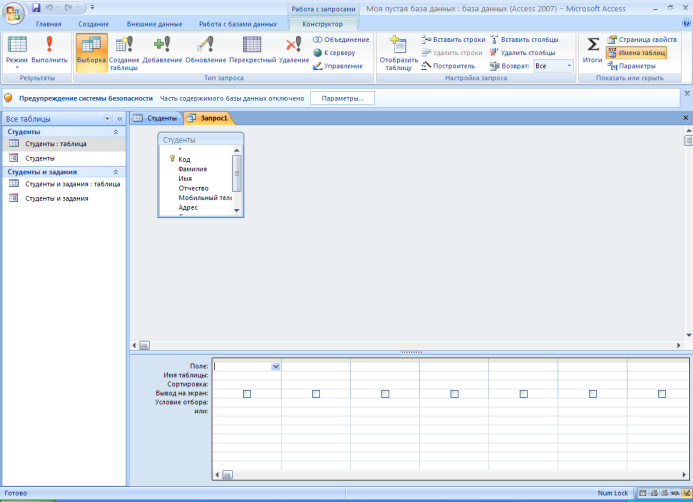 Работа с запросами Моя пустая база данных : база данных (Access 2007) - Microsoft Access
Главная Создание Внешние данные Работа с базами данных Конструктор
Режим Выполнить
Результаты
Выборка Создание таблицы Добавление Обновление Перекрестный Удаление
Объединение
К серверу
Управление
Тип запроса
Отобразить таблицу
Вставить строки
Удалить строки
Построитель
Вставить столбцы
Удалить столбцы
Возврат: Все
Настройка запроса
Итоги
Страница свойств
Имена таблиц
Параметры
Показать или скрыть
Предупреждение системы безопасности Часть содержимого базы данных отключено Параметры...
Все таблицы
Студенты
Студенты : таблица
Студенты
Студенты и задания
Студенты и задания : таблица
Студенты и задания
Студенты Запрос1
Студенты
*
Код
Фамилия
Имя
Отчество
Мобильный теле
Адрес
Поле:
Имя таблицы:
Сортировка:
Вывод на экран:
Условие отбора:
или:
Готово Num Lock SQL